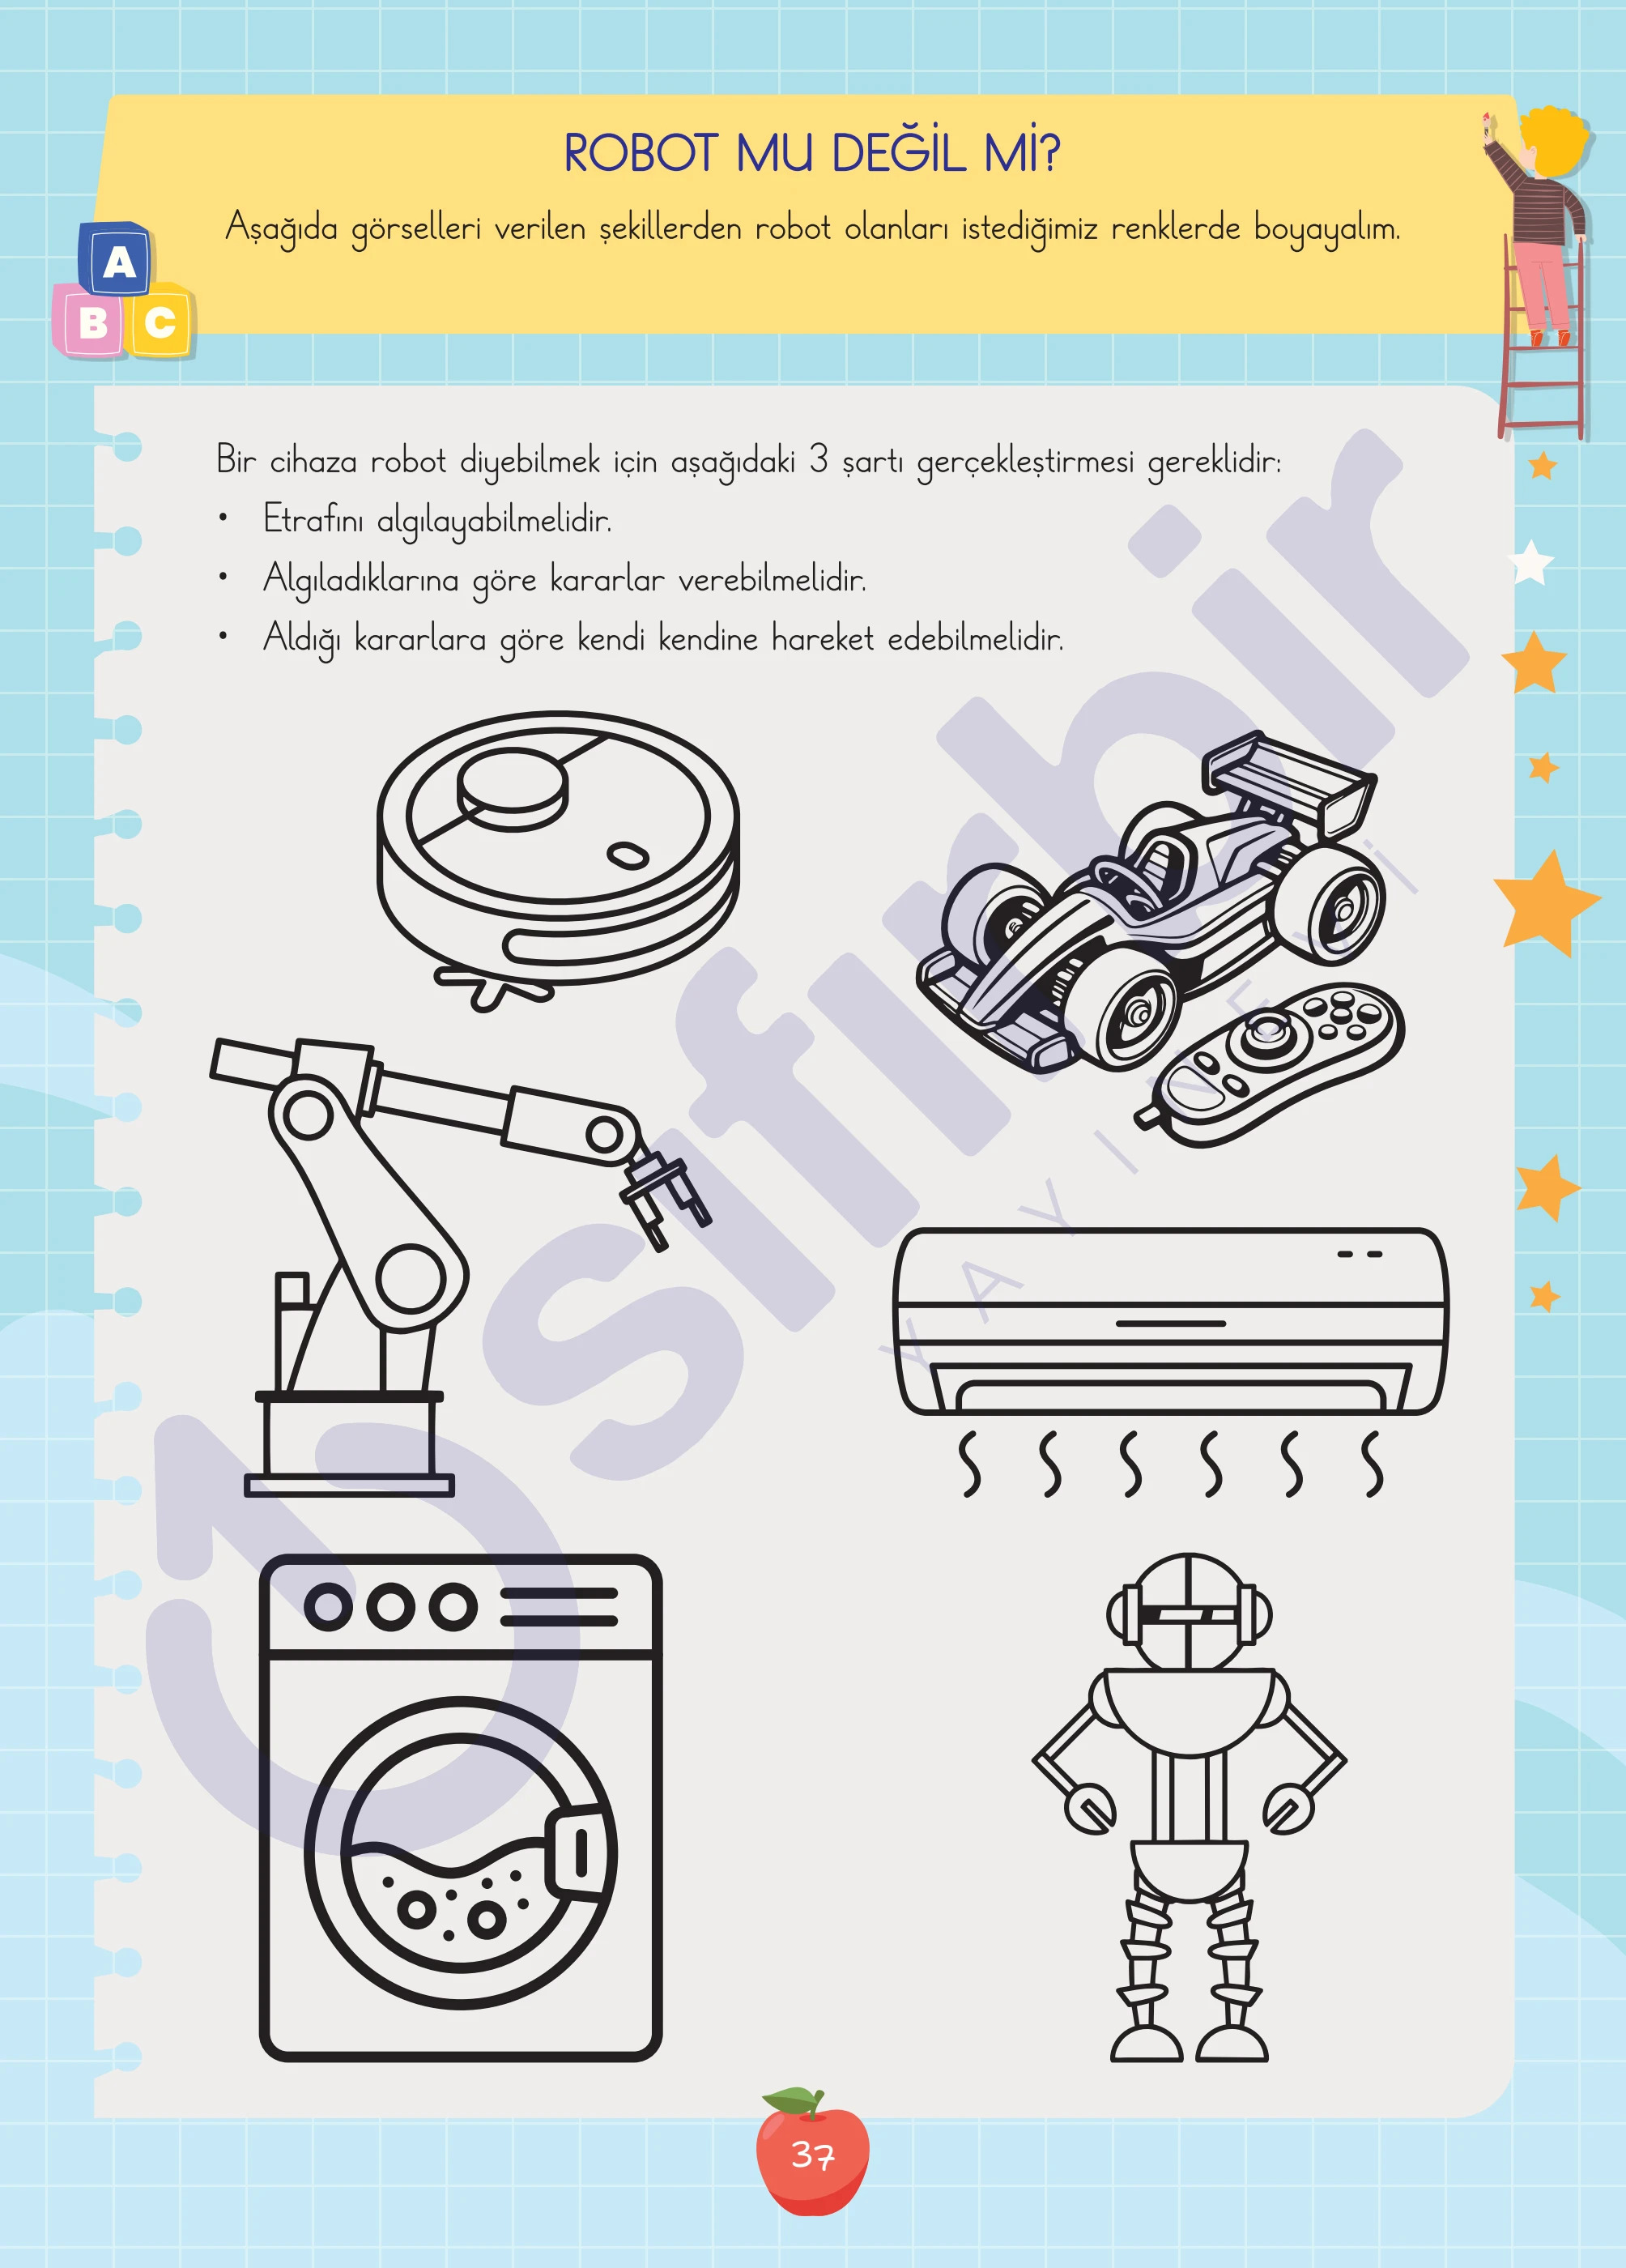 ROBOT MU DEĞİL Mİ?
Aşağıda görselleri verilen şekillerden robot olanları istediğimiz renklerde boyayalım.
A
B C
Bir cihaza robot diyebilmek için aşağıdaki 3 şartı gerçekleştirmesi gereklidir:
• Etrafını algılayabilmelidir.
• Algıladıklarına göre kararlar verebilmelidir.
• Aldığı kararlara göre kendi kendine hareket edebilmelidir.
sıfırbir
YAYINEVİ
37